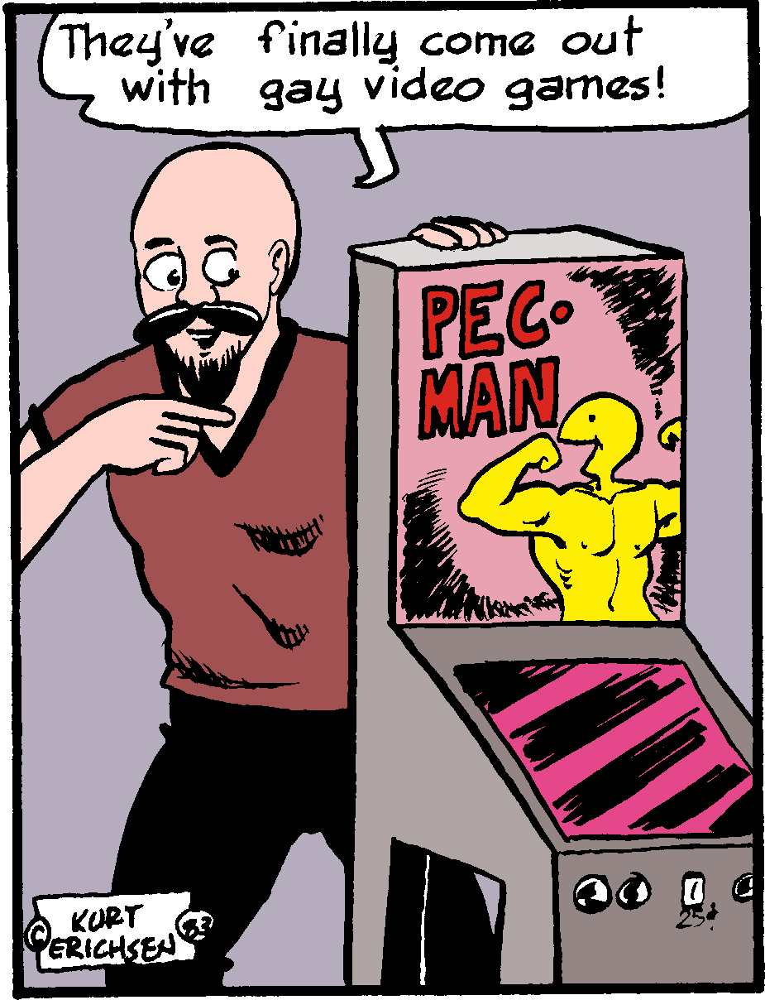 They've finally come out
with gay video games!
PEC-
MAN
25¢
© KURT 83
ERICHSEN